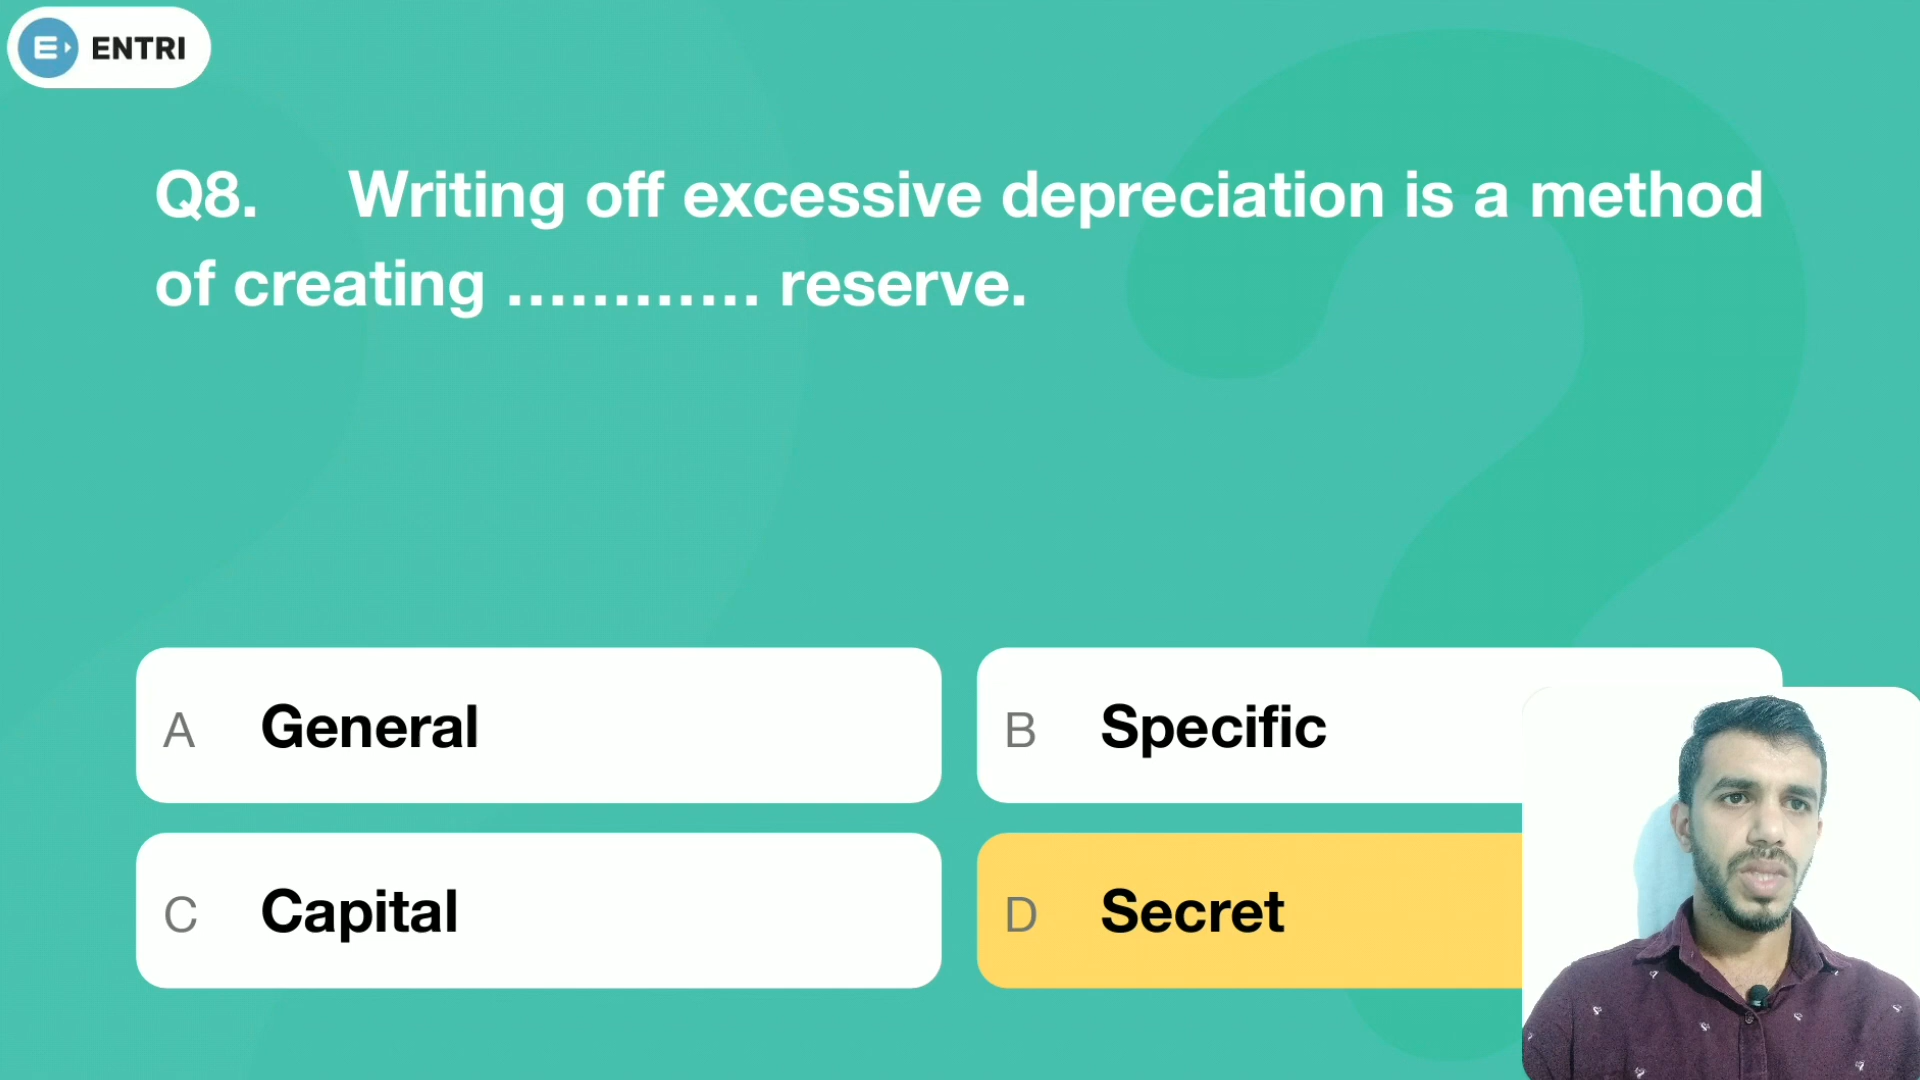 E ENTRI
Q8. Writing off excessive depreciation is a method
of creating ............ reserve.
A General
B Specific
C Capital
D Secret